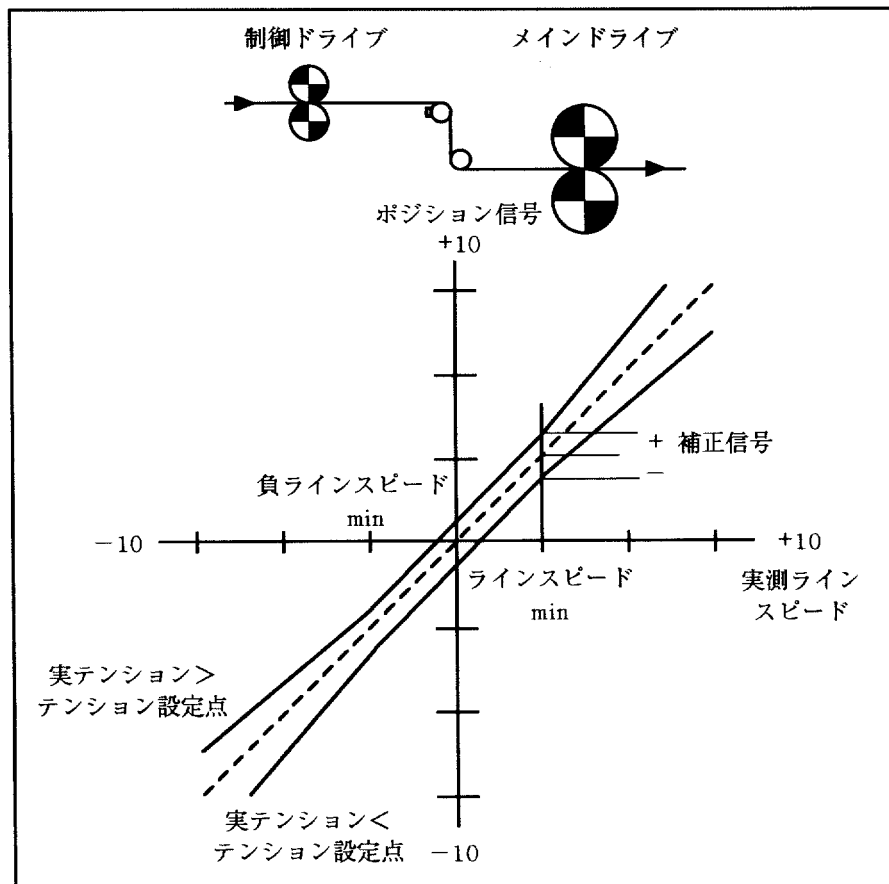 制御ドライブ
メインドライブ
ポジション信号
+10
+ 補正信号
−
負ラインスピード
min
−10
+10
ラインスピード
min
実測ライン
スピード
実テンション>
テンション設定点
実テンション<
テンション設定点
−10